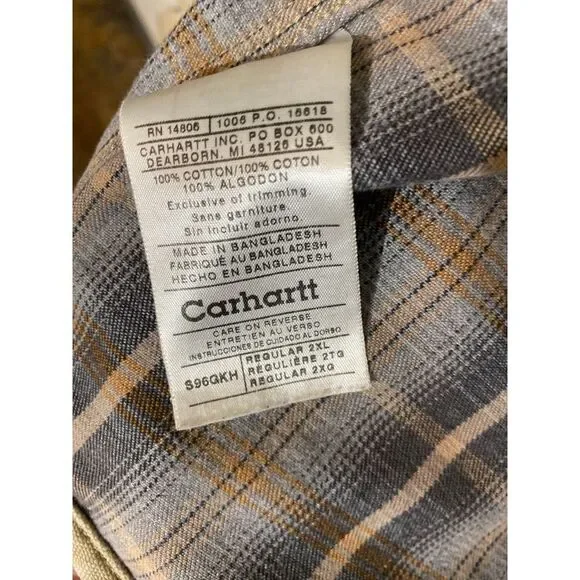 RN 14806 | 1006 P.O. 15618
CARHARTT INC. PO BOX 600
DEARBORN, MI 48126 USA
100% COTTON/100% COTON
100% ALGODON
Exclusive of trimming.
Sans garniture.
Sin incluir adorno.
MADE IN BANGLADESH
FABRIQUÉ AU BANGLADESH
HECHO EN BANGLADESH
Carhartt
CARE ON REVERSE
ENTRETIEN AU VERSO
INSTRUCCIONES DE CUIDADO AL DORSO
S96GKH
REGULAR 2XL
REGULIÈRE 2TG
REGULAR 2XG